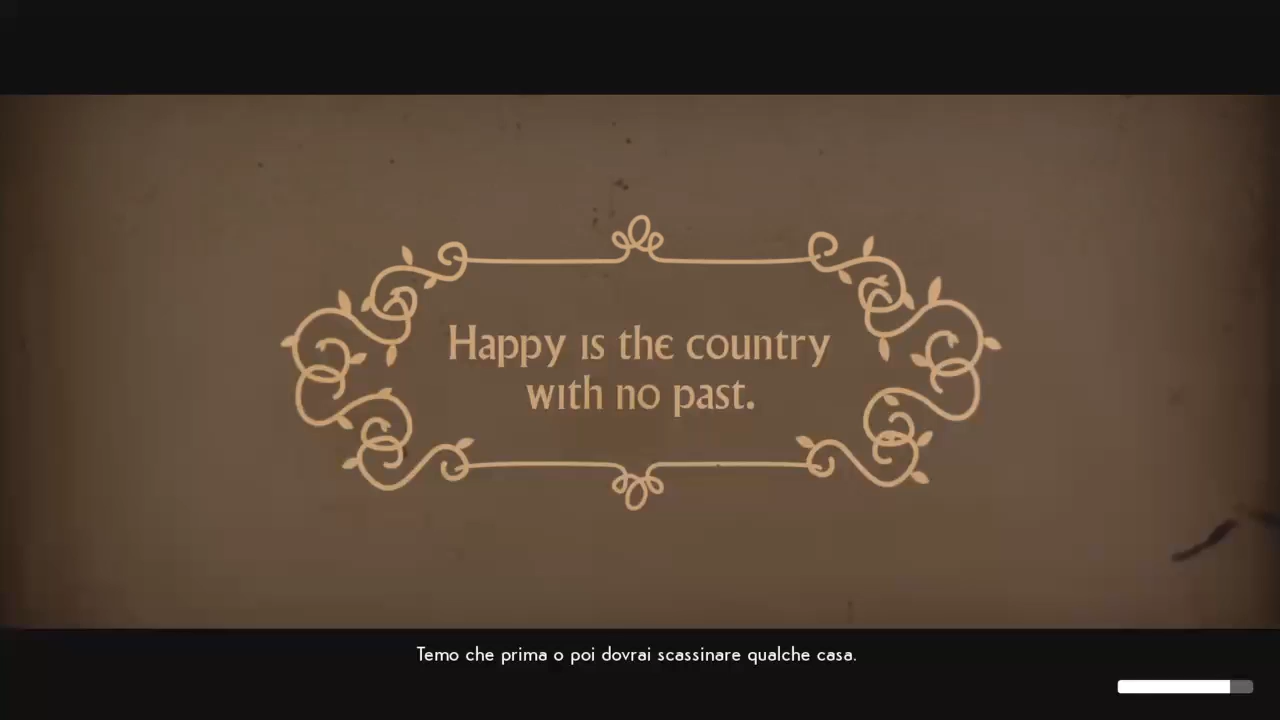 Happy is the country
with no past.
Temo che prima o poi dovrai scassinare qualche casa.